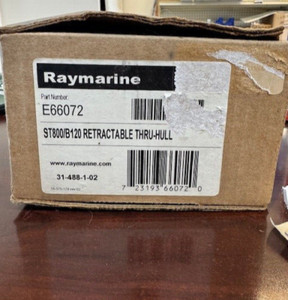 Raymarine
Part Number:
E66072
ST800/B120 RETRACTABLE THRU-HULL
www.raymarine.com
31-488-1-02
7 23193 66072 0